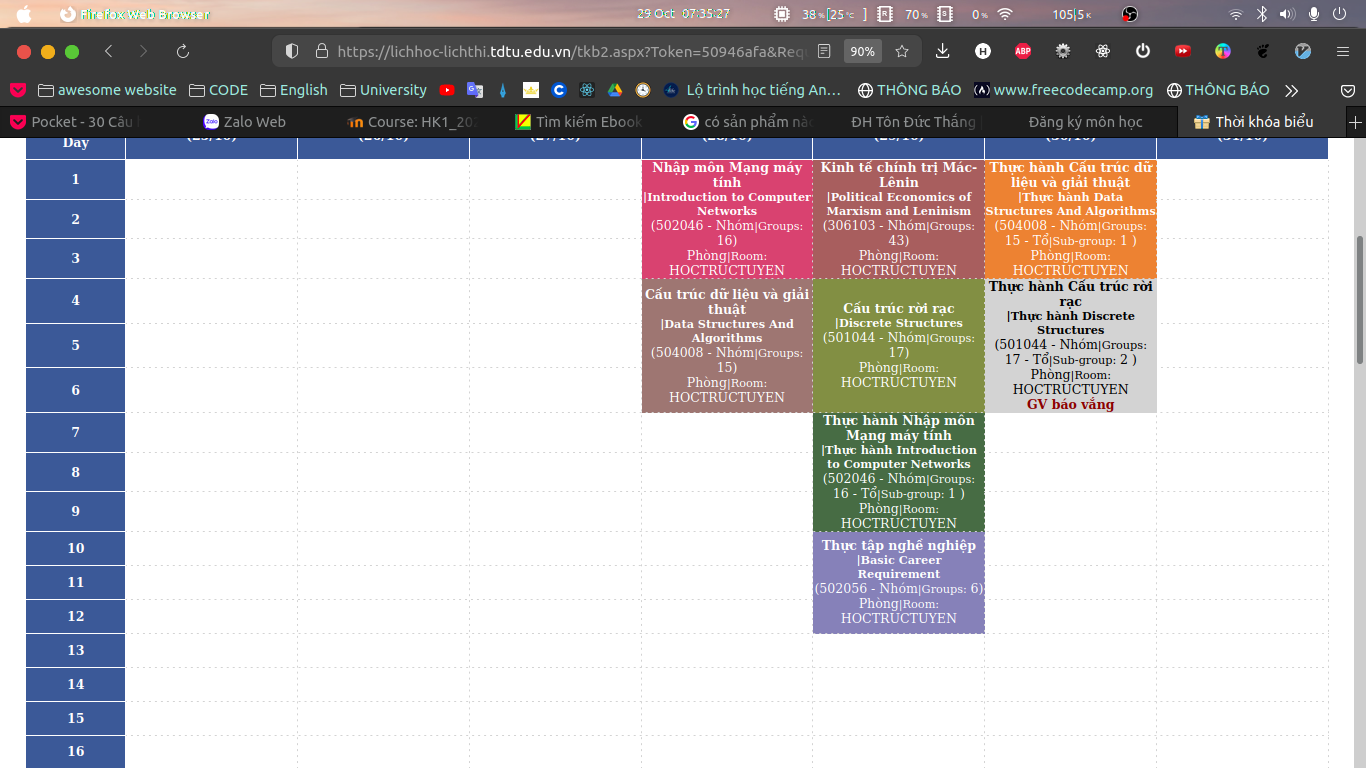 Firefox Web Browser
29 Oct 07:35:27
38 % [25 °C ]
70 %
0 %
105|5 K
https://lichhoc-lichthi.tdtu.edu.vn/tkb2.aspx?Token=50946afa&Requ
90%
awesome website
CODE
English
University
Lộ trình học tiếng An...
THÔNG BÁO
www.freecodecamp.org
THÔNG BÁO
Pocket - 30 Câu
Zalo Web
Course: HK1_202
Tìm kiếm Ebook
có sản phẩm nào
ĐH Tôn Đức Thắng
Đăng ký môn học
Thời khóa biểu
Day
1
2
3
Nhập môn Mạng máy
tính
|Introduction to Computer
Networks
(502046 - Nhóm|Groups:
16)
Phòng|Room:
HOCTRUCTUYEN
Kinh tế chính trị Mác-
Lênin
|Political Economics of
Marxism and Leninism
(306103 - Nhóm|Groups:
43)
Phòng|Room:
HOCTRUCTUYEN
Thực hành Cấu trúc dữ
liệu và giải thuật
|Thực hành Data
Structures And Algorithms
(504008 - Nhóm|Groups:
15 - Tổ|Sub-group: 1 )
Phòng|Room:
HOCTRUCTUYEN
4
5
6
Cấu trúc dữ liệu và giải
thuật
|Data Structures And
Algorithms
(504008 - Nhóm|Groups:
15)
Phòng|Room:
HOCTRUCTUYEN
Cấu trúc rời rạc
|Discrete Structures
(501044 - Nhóm|Groups:
17)
Phòng|Room:
HOCTRUCTUYEN
Thực hành Cấu trúc rời
rạc
|Thực hành Discrete
Structures
(501044 - Nhóm|Groups:
17 - Tổ|Sub-group: 2 )
Phòng|Room:
HOCTRUCTUYEN
GV báo vắng
7
8
9
Thực hành Nhập môn
Mạng máy tính
|Thực hành Introduction
to Computer Networks
(502046 - Nhóm|Groups:
16 - Tổ|Sub-group: 1 )
Phòng|Room:
HOCTRUCTUYEN
10
11
12
Thực tập nghề nghiệp
|Basic Career
Requirement
(502056 - Nhóm|Groups: 6)
Phòng|Room:
HOCTRUCTUYEN
13
14
15
16